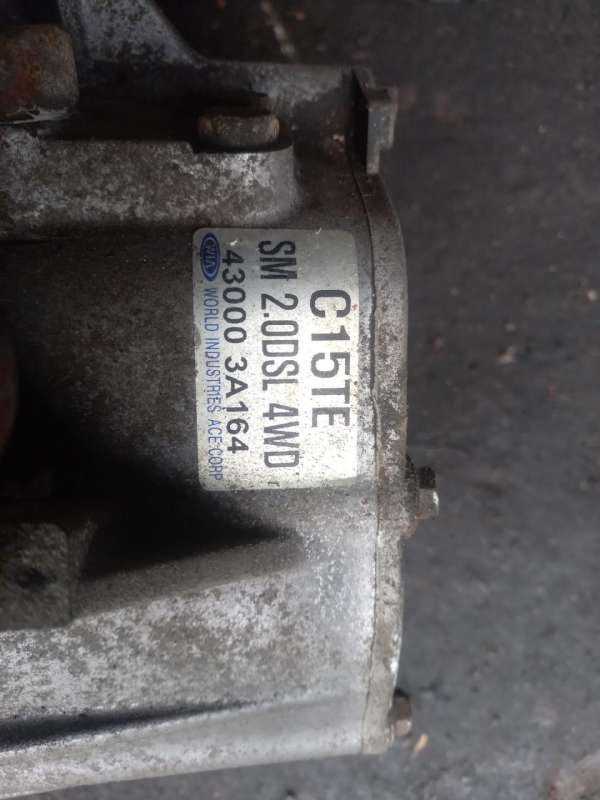 C15TE
SM 2.0DSL 4WD
43000 3A164
WORLD INDUSTRIES ACE CORP